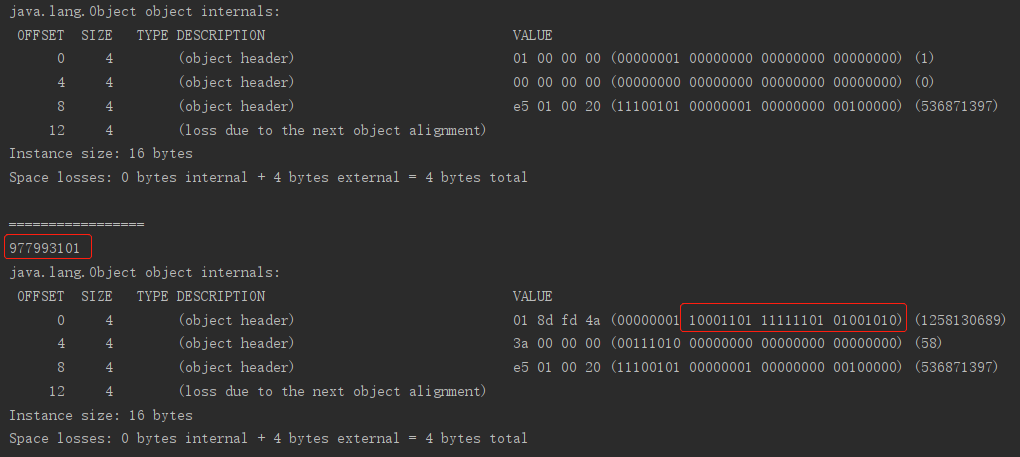 java.lang.Object object internals:
OFFSET SIZE TYPE DESCRIPTION VALUE
0 4 (object header) 01 00 00 00 (00000001 00000000 00000000 00000000) (1)
4 4 (object header) 00 00 00 00 (00000000 00000000 00000000 00000000) (0)
8 4 (object header) e5 01 00 20 (11100101 00000001 00000000 00100000) (536871397)
12 4 (loss due to the next object alignment)
Instance size: 16 bytes
Space losses: 0 bytes internal + 4 bytes external = 4 bytes total
=================
977993101
java.lang.Object object internals:
OFFSET SIZE TYPE DESCRIPTION VALUE
0 4 (object header) 01 8d fd 4a (00000001 10001101 11111101 01001010) (1258130689)
4 4 (object header) 3a 00 00 00 (00111010 00000000 00000000 00000000) (58)
8 4 (object header) e5 01 00 20 (11100101 00000001 00000000 00100000) (536871397)
12 4 (loss due to the next object alignment)
Instance size: 16 bytes
Space losses: 0 bytes internal + 4 bytes external = 4 bytes total